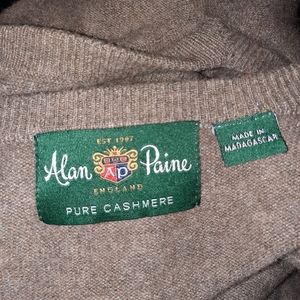 EST 1907
Alan AP Paine
ENGLAND
PURE CASHMERE
MADE IN
MADAGASCAR